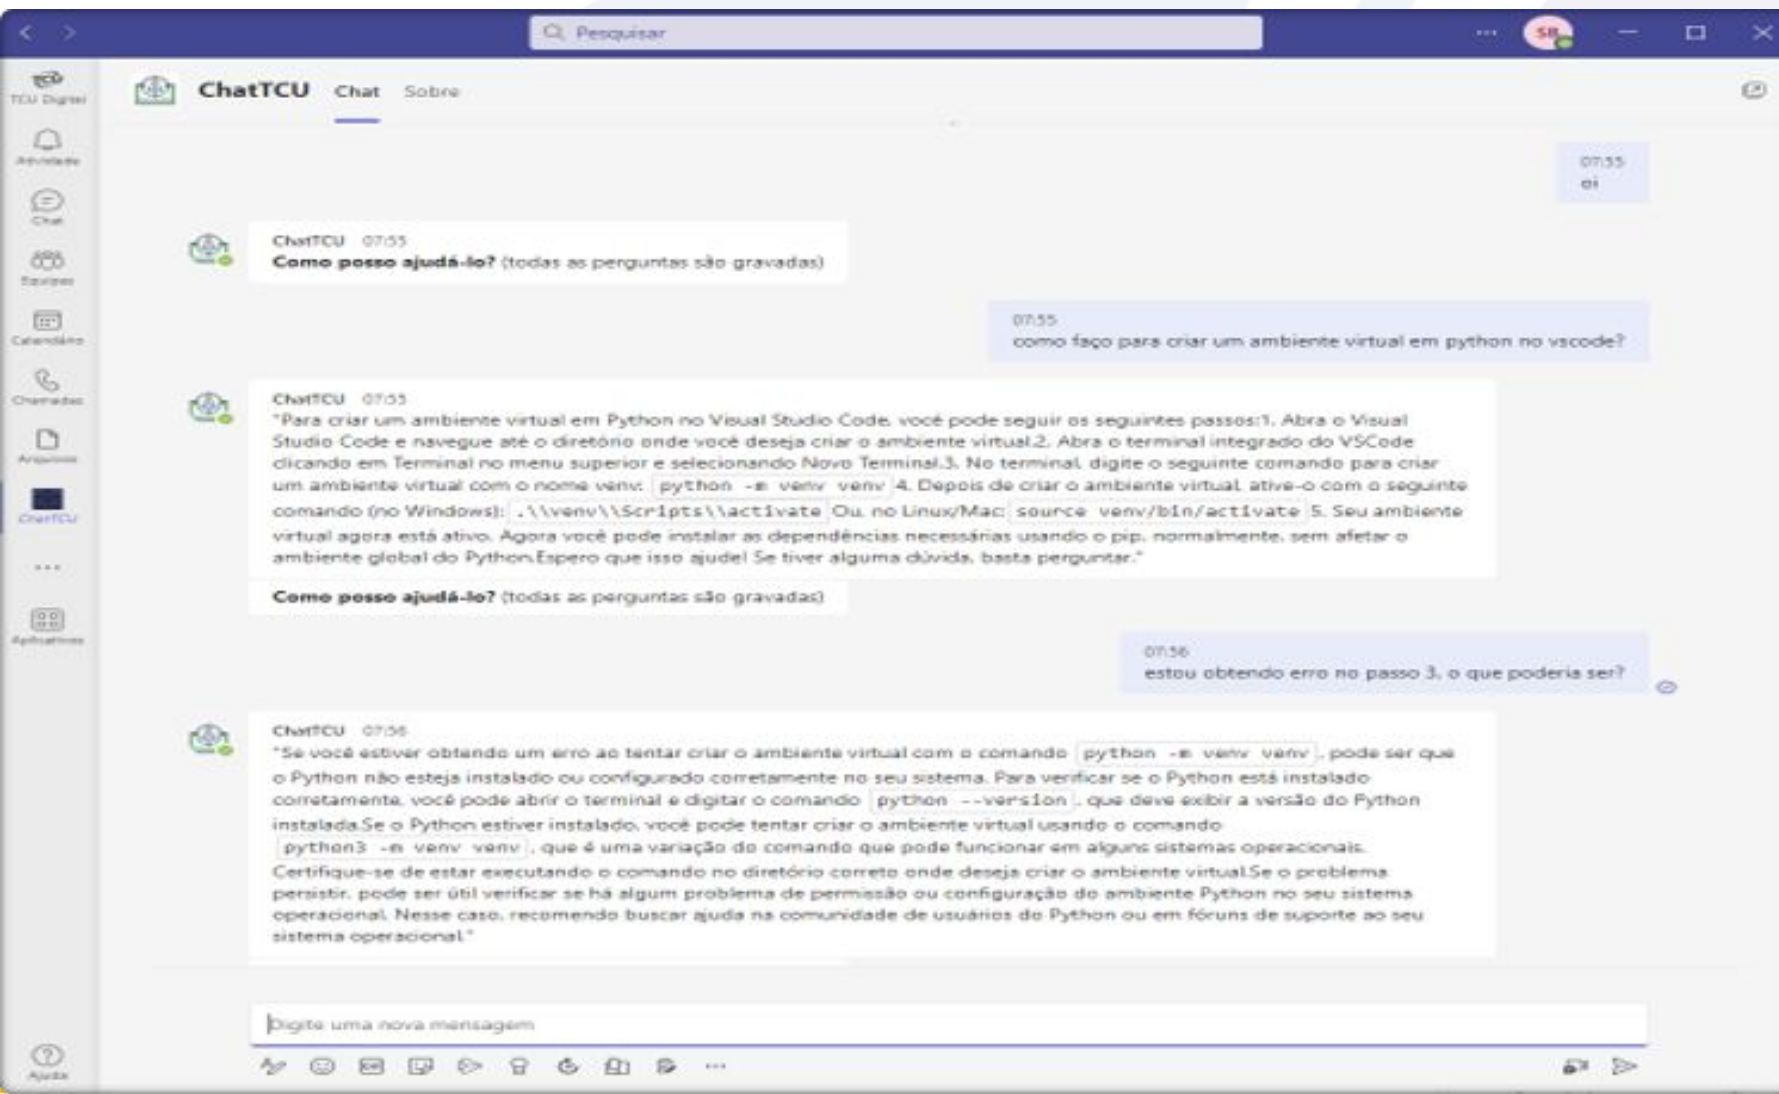 Pesquisar
SB
TCU
TCU Digital
ChatTCU Chat Sobre
Atividade
Chat
Equipes
Calendário
Chamadas
Arquivos
ChatTCU
Aplicativos
Ajuda
07:55
oi
ChatTCU 07:55
Como posso ajudá-lo? (todas as perguntas são gravadas)
07:55
como faço para criar um ambiente virtual em python no vscode?
ChatTCU 07:55
"Para criar um ambiente virtual em Python no Visual Studio Code, você pode seguir os seguintes passos:1. Abra o Visual
Studio Code e navegue até o diretório onde você deseja criar o ambiente virtual.2. Abra o terminal integrado do VSCode
clicando em Terminal no menu superior e selecionando Novo Terminal.3. No terminal, digite o seguinte comando para criar
um ambiente virtual com o nome venv: python -m venv venv 4. Depois de criar o ambiente virtual, ative-o com o seguinte
comando (no Windows): .\\venv\\Scripts\\activate Ou, no Linux/Mac: source venv/bin/activate 5. Seu ambiente
virtual agora está ativo. Agora você pode instalar as dependências necessárias usando o pip, normalmente, sem afetar o
ambiente global do Python.Espero que isso ajude! Se tiver alguma dúvida, basta perguntar."
Como posso ajudá-lo? (todas as perguntas são gravadas)
07:56
estou obtendo erro no passo 3, o que poderia ser?
ChatTCU 07:56
"Se você estiver obtendo um erro ao tentar criar o ambiente virtual com o comando python -m venv venv , pode ser que
o Python não esteja instalado ou configurado corretamente no seu sistema. Para verificar se o Python está instalado
corretamente, você pode abrir o terminal e digitar o comando python --version , que deve exibir a versão do Python
instalada.Se o Python estiver instalado, você pode tentar criar o ambiente virtual usando o comando
python3 -m venv venv , que é uma variação do comando que pode funcionar em alguns sistemas operacionais.
Certifique-se de estar executando o comando no diretório correto onde deseja criar o ambiente virtual.Se o problema
persistir, pode ser útil verificar se há algum problema de permissão ou configuração do ambiente Python no seu sistema
operacional. Nesse caso, recomendo buscar ajuda na comunidade de usuários do Python ou em fóruns de suporte ao seu
sistema operacional."
Digite uma nova mensagem